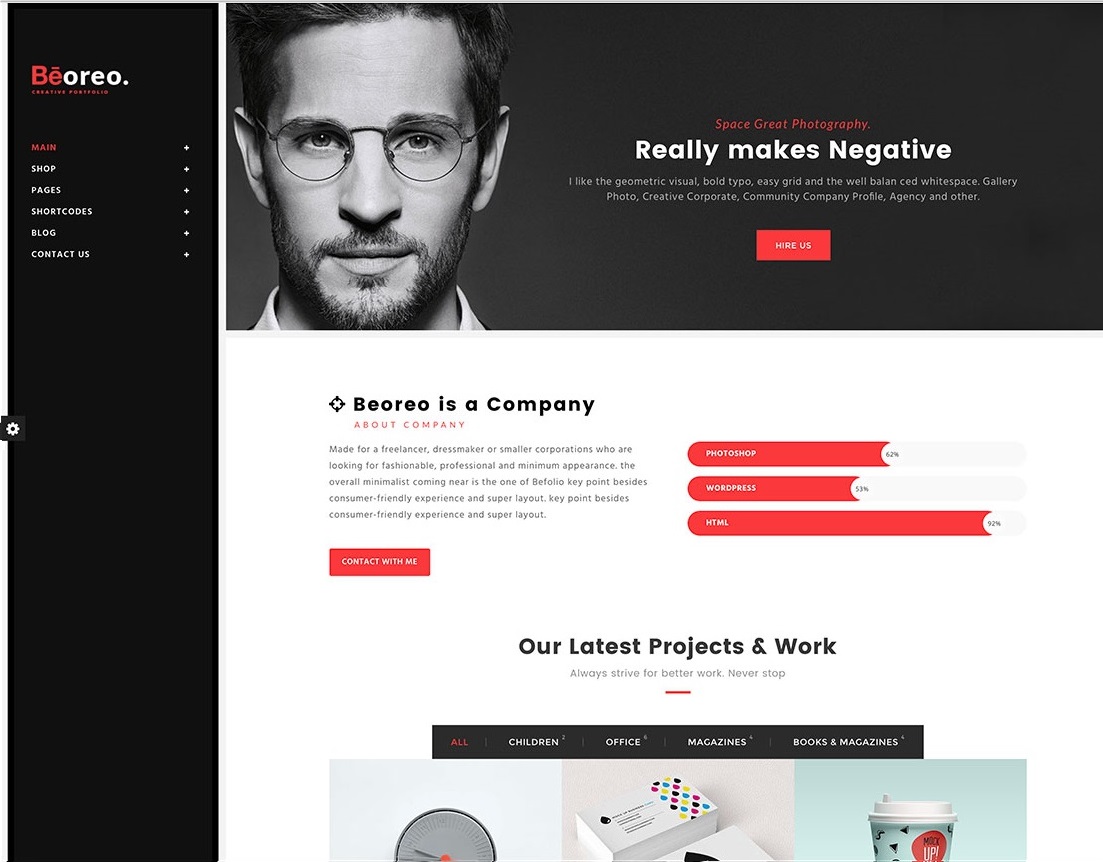 Bēoreo.
CREATIVE PORTFOLIO
MAIN +
SHOP +
PAGES +
SHORTCODES +
BLOG +
CONTACT US +
Space Great Photography.
Really makes Negative
I like the geometric visual, bold typo, easy grid and the well balan ced whitespace. Gallery
Photo, Creative Corporate, Community Company Profile, Agency and other.
HIRE US
Beoreo is a Company
ABOUT COMPANY
Made for a freelancer, dressmaker or smaller corporations who are
looking for fashionable, professional and minimum appearance. the
overall minimalist coming near is the one of Befolio key point besides
consumer-friendly experience and super layout. key point besides
consumer-friendly experience and super layout.
CONTACT WITH ME
PHOTOSHOP 62%
WORDPRESS 53%
HTML 92%
Our Latest Projects & Work
Always strive for better work. Never stop
ALL | CHILDREN 2 | OFFICE 6 | MAGAZINES 4 | BOOKS & MAGAZINES 4
MOCK
UP!